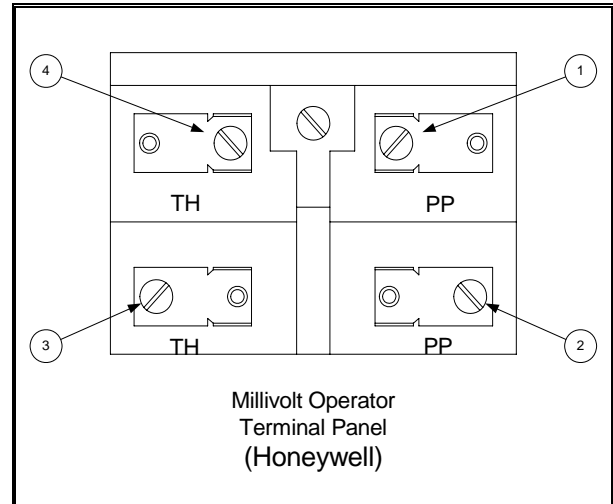 4
1
TH
PP
3
TH
PP
2
Millivolt Operator
Terminal Panel
(Honeywell)